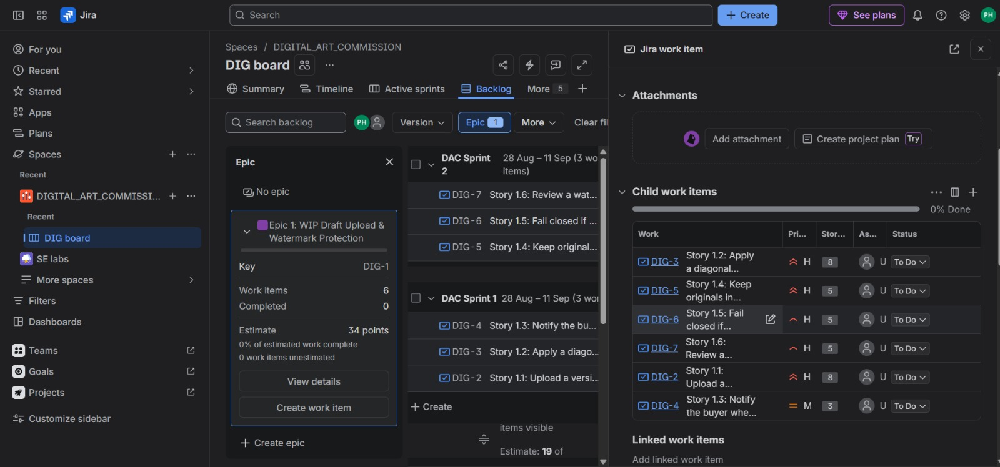 Jira
Search
Create
See plans
PH
For you
Recent
Starred
Apps
Plans
Spaces
Recent
DIGITAL_ART_COMMISSI...
Recent
DIG board
SE labs
More spaces
Filters
Dashboards
Teams
Goals
Projects
Customize sidebar
Spaces / DIGITAL_ART_COMMISSION
DIG board
Summary Timeline Active sprints Backlog More 5
Search backlog
PH
Version
Epic 1
More
Clear fil
Epic
No epic
Epic 1: WIP Draft Upload &
Watermark Protection
Key DIG-1
Work items 6
Completed 0
Estimate 34 points
0% of estimated work complete
0 work items unestimated
View details
Create work item
Create epic
DAC Sprint 28 Aug – 11 Sep (3 wo
2 items)
DIG-7 Story 1.6: Review a wat...
DIG-6 Story 1.5: Fail closed if ...
DIG-5 Story 1.4: Keep original...
DAC Sprint 1 28 Aug – 11 Sep (3 wor
DIG-4 Story 1.3: Notify the bu...
DIG-3 Story 1.2: Apply a diago...
DIG-2 Story 1.1: Upload a versi...
Create
items visible
Estimate: 19 of
Jira work item
Attachments
Add attachment
Create project plan Try
Child work items
0% Done
Work Pri... Stor... As... Status
DIG-3 Story 1.2: Apply
a diagonal... H 8 U To Do
DIG-5 Story 1.4: Keep
originals in... H 5 U To Do
DIG-6 Story 1.5: Fail
closed if... H 5 U To Do
DIG-7 Story 1.6:
Review a... H 5 U To Do
DIG-2 Story 1.1:
Upload a... H 8 U To Do
DIG-4 Story 1.3: Notify
the buyer whe... M 3 U To Do
Linked work items
Add linked work item